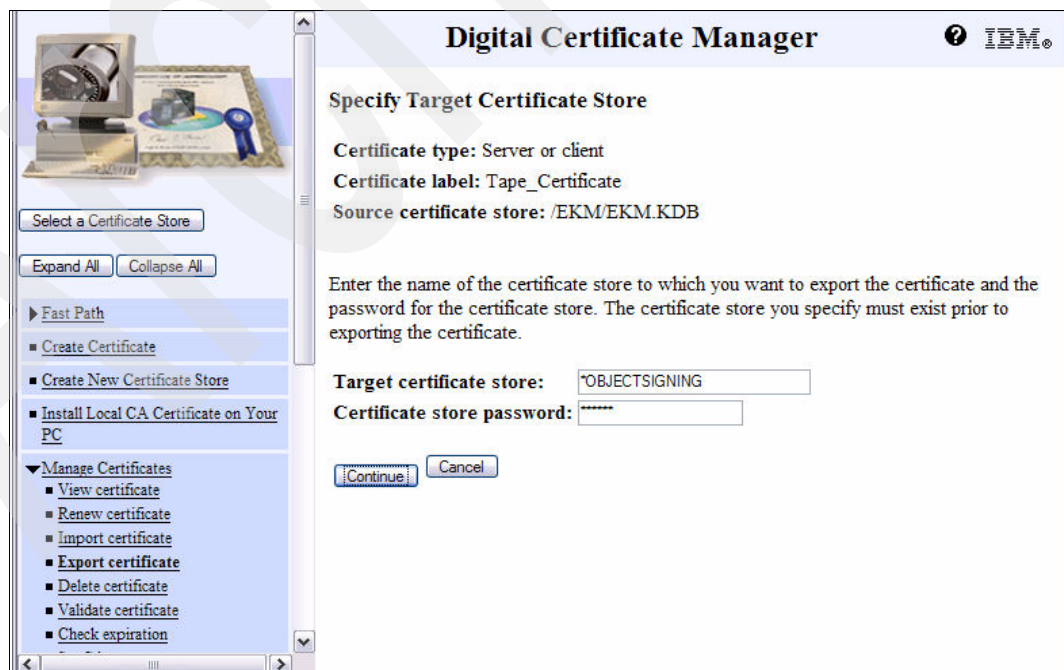 Digital Certificate Manager
IBM®
Select a Certificate Store
Expand All
Collapse All
Fast Path
Create Certificate
Create New Certificate Store
Install Local CA Certificate on Your
PC
Manage Certificates
View certificate
Renew certificate
Import certificate
Export certificate
Delete certificate
Validate certificate
Check expiration
Specify Target Certificate Store
Certificate type: Server or client
Certificate label: Tape_Certificate
Source certificate store: /EKM/EKM.KDB
Enter the name of the certificate store to which you want to export the certificate and the
password for the certificate store. The certificate store you specify must exist prior to
exporting the certificate.
Target certificate store: *OBJECTSIGNING
Certificate store password: ******
Continue
Cancel